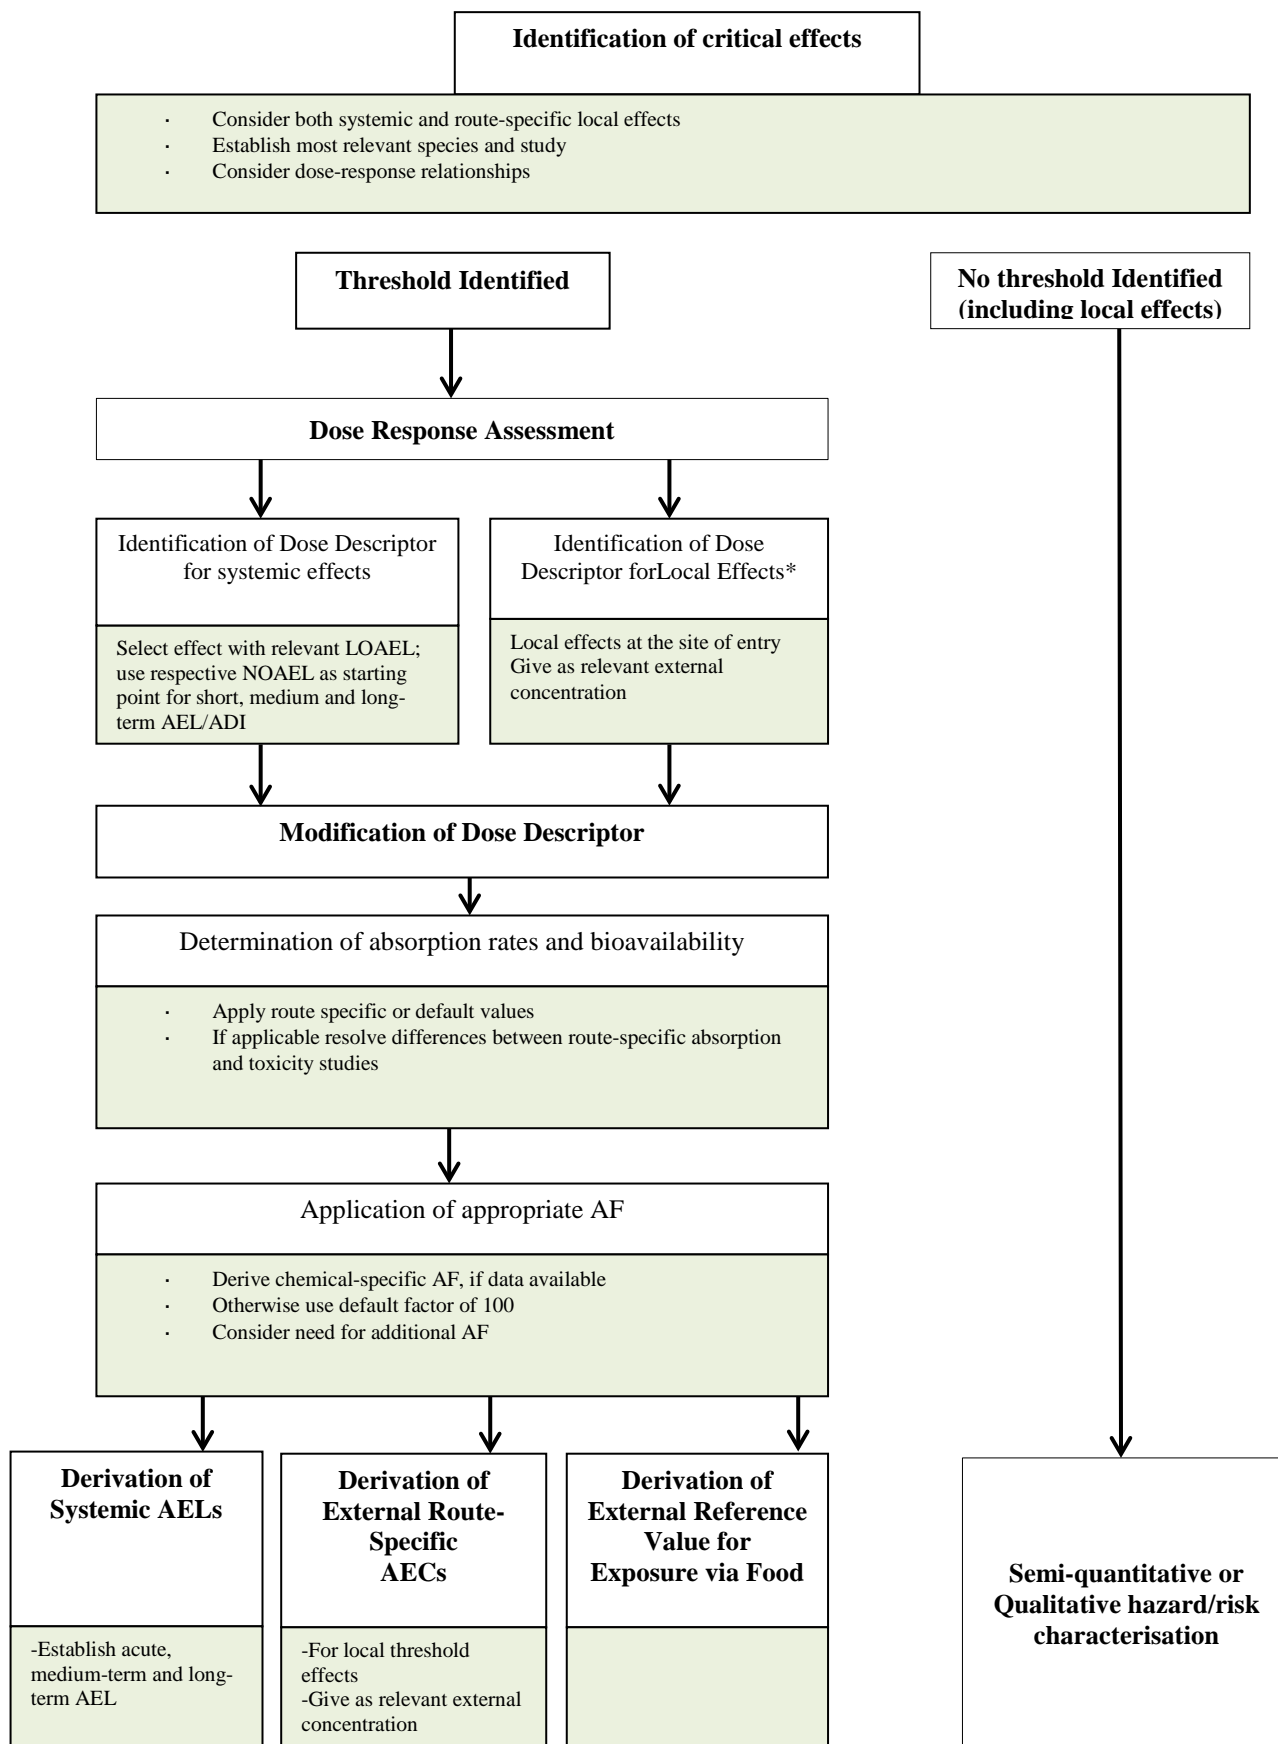 Identification of critical effects
· Consider both systemic and route-specific local effects
· Establish most relevant species and study
· Consider dose-response relationships
Threshold Identified
No threshold Identified
(including local effects)
Dose Response Assessment
Identification of Dose Descriptor
for systemic effects
Select effect with relevant LOAEL;
use respective NOAEL as starting
point for short, medium and long-
term AEL/ADI
Identification of Dose
Descriptor forLocal Effects*
Local effects at the site of entry
Give as relevant external
concentration
Modification of Dose Descriptor
Determination of absorption rates and bioavailability
· Apply route specific or default values
· If applicable resolve differences between route-specific absorption
and toxicity studies
Application of appropriate AF
· Derive chemical-specific AF, if data available
· Otherwise use default factor of 100
· Consider need for additional AF
Derivation of
Systemic AELs
-Establish acute,
medium-term and long-
term AEL
Derivation of
External Route-
Specific
AECs
-For local threshold
effects
-Give as relevant external
concentration
Derivation of
External Reference
Value for
Exposure via Food
Semi-quantitative or
Qualitative hazard/risk
characterisation